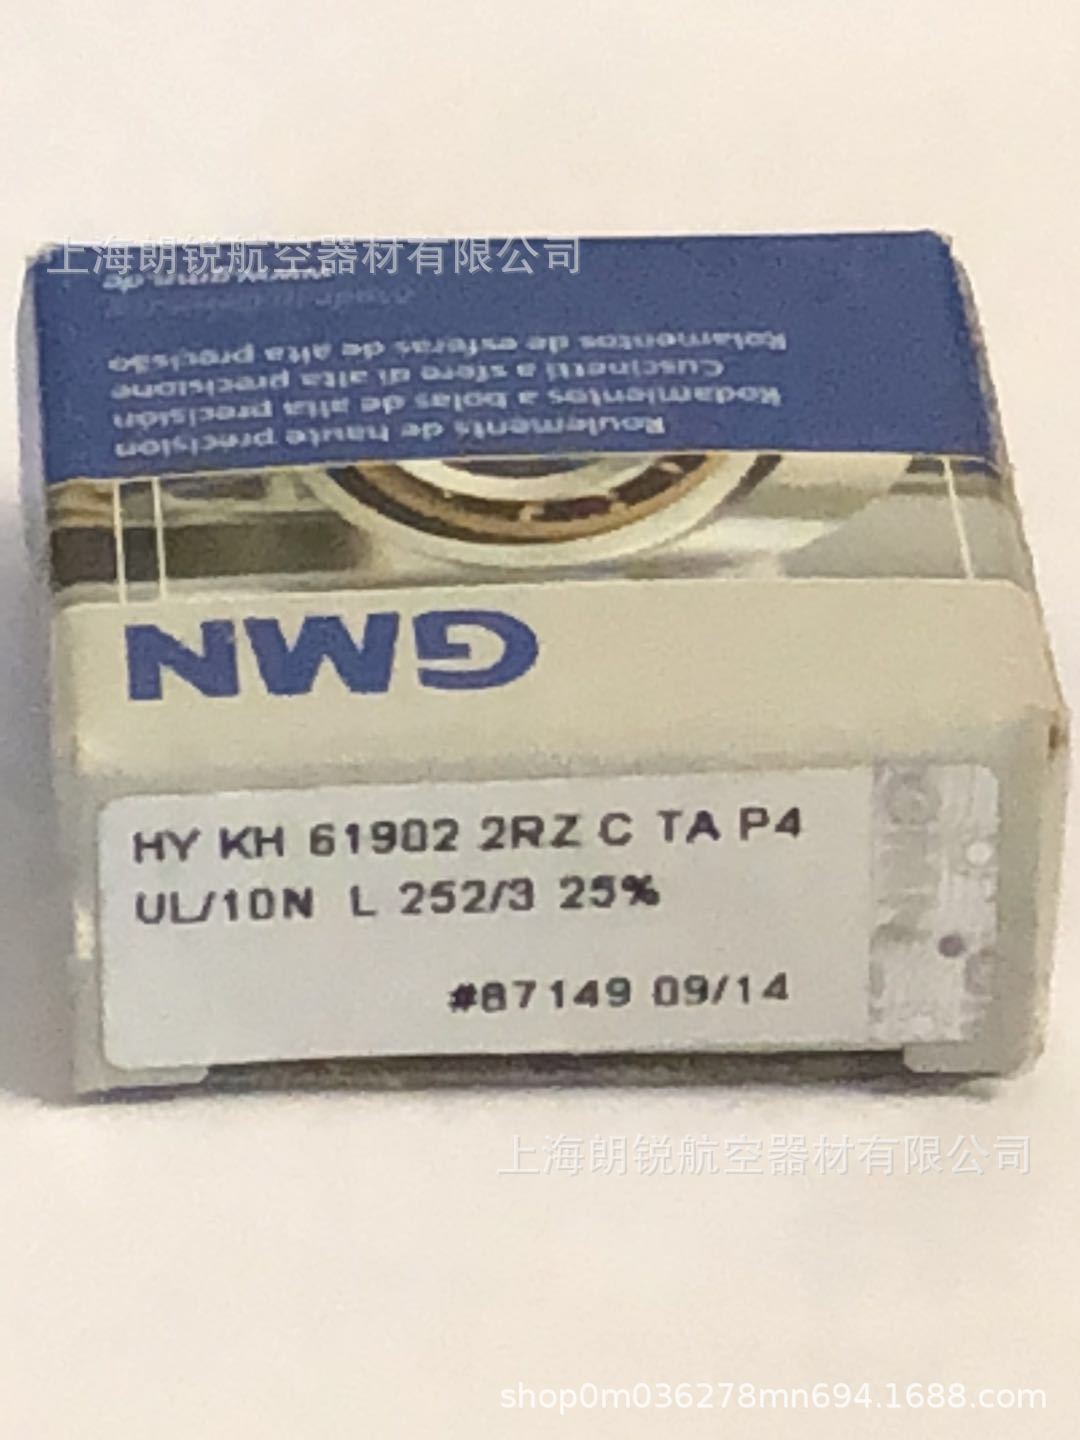 上海朗锐航空器材有限公司
www.gmn.de
Rolamentos de esferas de alta precisão
Cuscinetti a sfere di alta precisione
Rodamientos a bolas de alta precisión
Roulements de haute précision
GMN
HY KH 61902 2RZ C TA P4
UL/10N L 252/3 25%
#87149 09/14
上海朗锐航空器材有限公司
shop0m036278mn694.1688.com